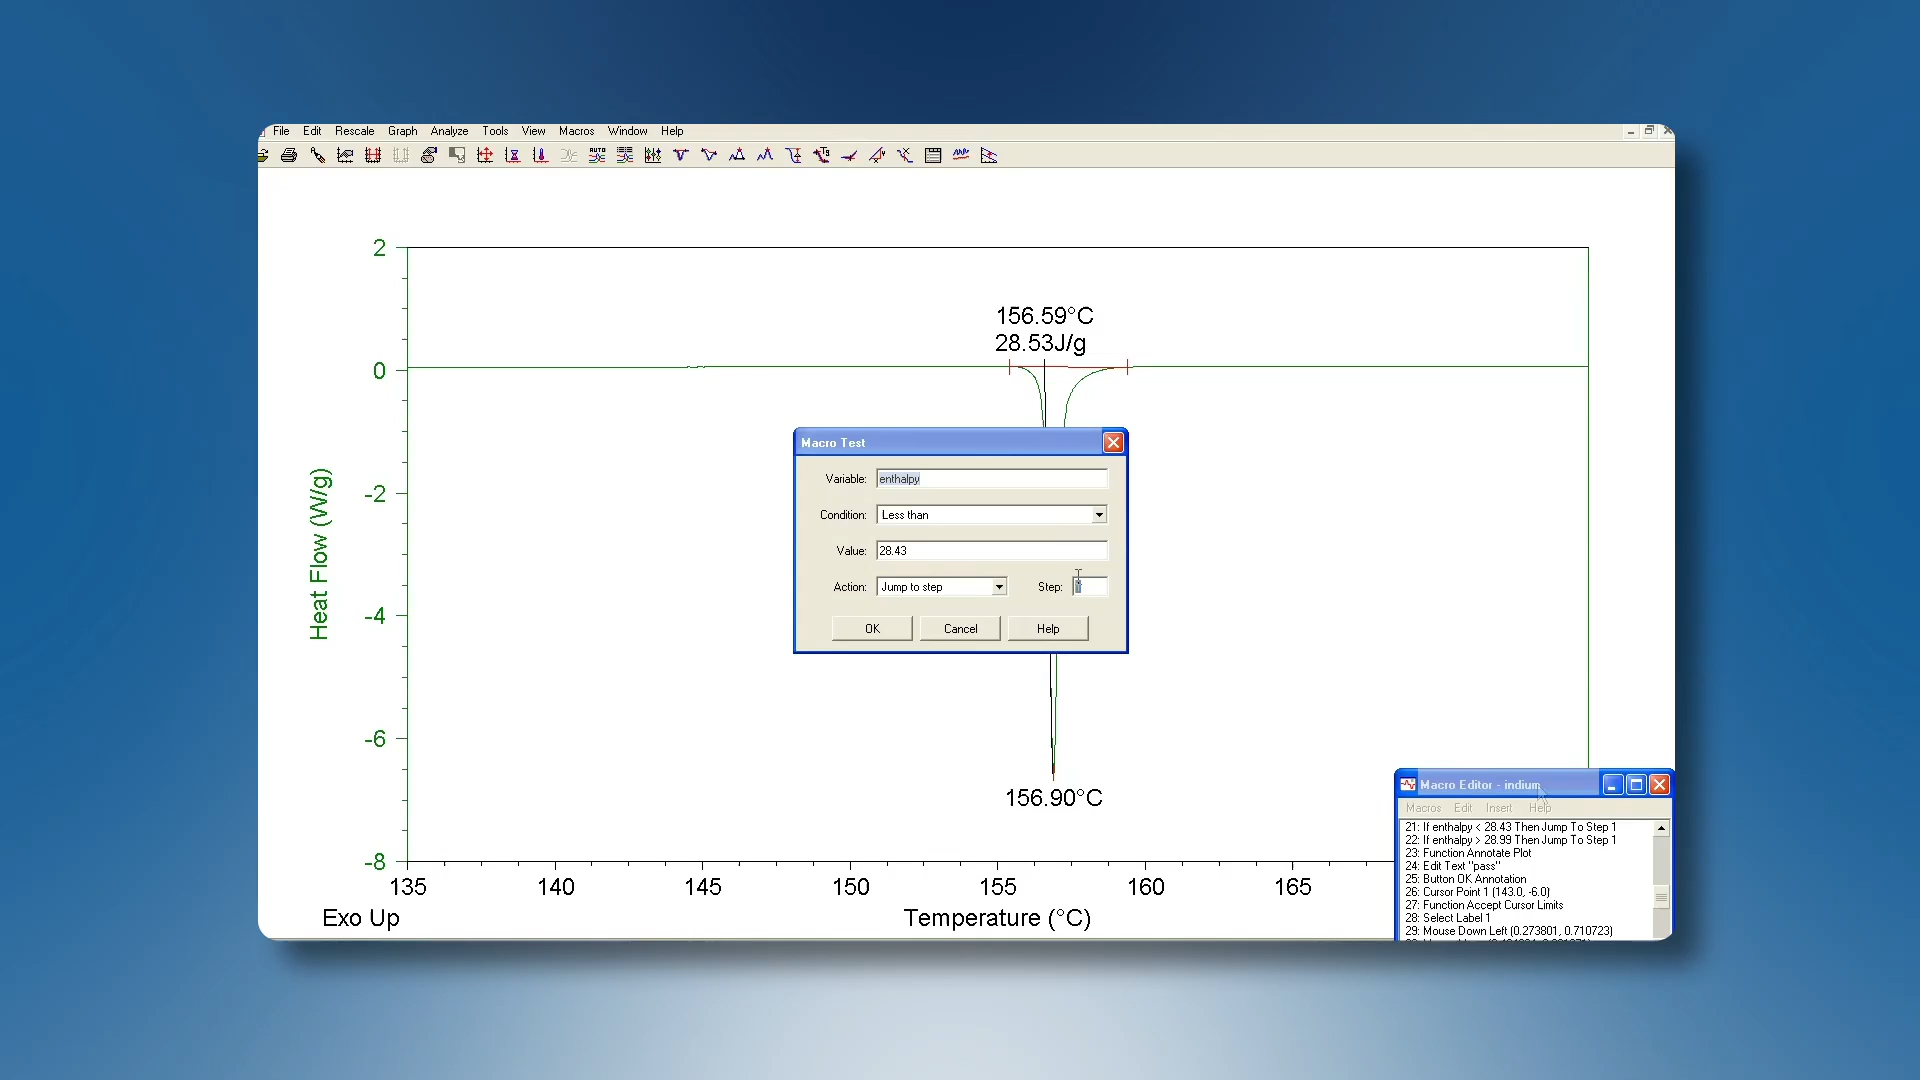 File Edit Rescale Graph Analyze Tools View Macros Window Help
2
0
-2
-4
-6
-8
Heat Flow (W/g)
156.59°C
28.53J/g
Macro Test
Variable: enthalpy
Condition: Less than
Value: 28.43
Action: Jump to step Step:
OK Cancel Help
156.90°C
135 140 145 150 155 160 165
Exo Up
Temperature (°C)
Macro Editor - indium
Macros Edit Insert Help
21: If enthalpy < 28.43 Then Jump To Step 1
22: If enthalpy > 28.99 Then Jump To Step 1
23: Function Annotate Plot
24: Edit Text "pass"
25: Button OK Annotation
26: Cursor Point 1 (143.0, -6.0)
27: Function Accept Cursor Limits
28: Select Label 1
29: Mouse Down Left (0.273801, 0.710723)